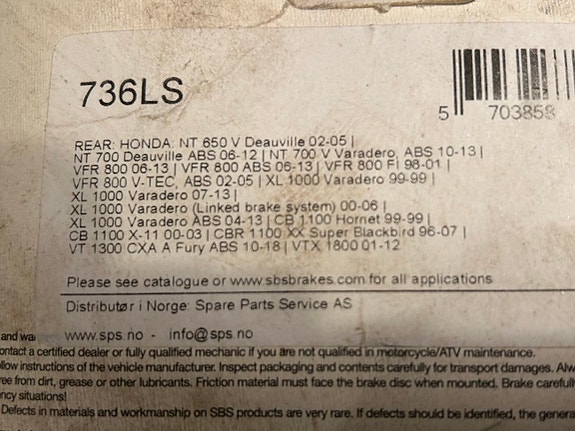 736LS
5 703858
REAR: HONDA: NT 650 V Deauville 02-05 |
NT 700 Deauville ABS 06-12 | NT 700 V Varadero, ABS 10-13 |
VFR 800 06-13 | VFR 800 ABS 06-13 | VFR 800 FI 98-01 |
VFR 800 V-TEC, ABS 02-05 | XL 1000 Varadero 99-99 |
XL 1000 Varadero 07-13 |
XL 1000 Varadero (Linked brake system) 00-06 |
XL 1000 Varadero ABS 04-13 | CB 1100 Hornet 99-99 |
CB 1100 X-11 00-03 | CBR 1100 XX Super Blackbird 96-07 |
VT 1300 CXA A Fury ABS 10-18 | VTX 1800 01-12
Please see catalogue or www.sbsbrakes.com for all applications
Distributør i Norge: Spare Parts Service AS
www.sps.no - info@sps.no
and wa
ontact a certified dealer or fully qualified mechanic if you are not qualified in motorcycle/ATV maintenance.
llow instructions of the vehicle manufacturer. Inspect packaging and contents carefully for transport damages. Alw
ree from dirt, grease or other lubricants. Friction material must face the brake disc when mounted. Brake carefull
ncy situations!
Defects in materials and workmanship on SBS products are very rare. If defects should be identified, the genera